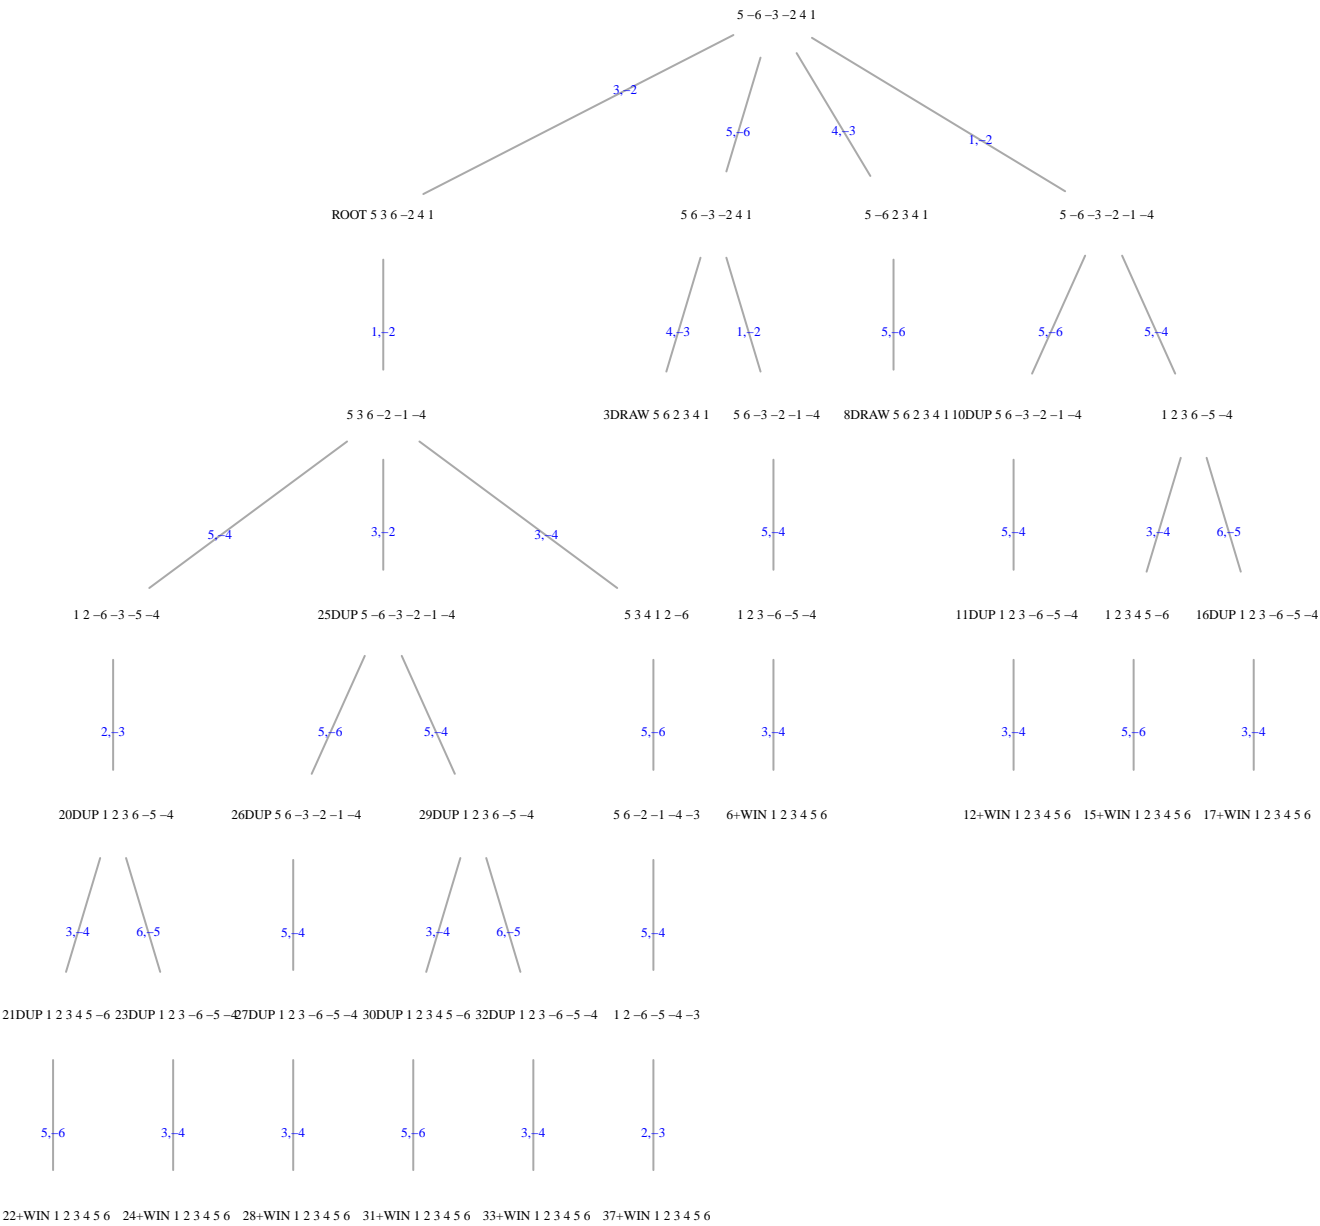 5 −6 −3 −2 4 1
3,−2
5,−6
4,−3
1,−2
ROOT 5 3 6 −2 4 1
5 6 −3 −2 4 1
5 −6 2 3 4 1
5 −6 −3 −2 −1 −4
1,−2
4,−3
1,−2
5,−6
5,−6
5,−4
5 3 6 −2 −1 −4
3DRAW 5 6 2 3 4 1
5 6 −3 −2 −1 −4
8DRAW 5 6 2 3 4 1
10DUP 5 6 −3 −2 −1 −4
1 2 3 6 −5 −4
5,−4
3,−2
3,−4
5,−4
5,−4
3,−4
6,−5
1 2 −6 −3 −5 −4
25DUP 5 −6 −3 −2 −1 −4
5 3 4 1 2 −6
1 2 3 −6 −5 −4
11DUP 1 2 3 −6 −5 −4
1 2 3 4 5 −6
16DUP 1 2 3 −6 −5 −4
2,−3
5,−6
5,−4
5,−6
3,−4
3,−4
5,−6
3,−4
20DUP 1 2 3 6 −5 −4
26DUP 5 6 −3 −2 −1 −4
29DUP 1 2 3 6 −5 −4
5 6 −2 −1 −4 −3
6+WIN 1 2 3 4 5 6
12+WIN 1 2 3 4 5 6
15+WIN 1 2 3 4 5 6
17+WIN 1 2 3 4 5 6
3,−4
6,−5
5,−4
3,−4
6,−5
5,−4
21DUP 1 2 3 4 5 −6
23DUP 1 2 3 −6 −5 −4
27DUP 1 2 3 −6 −5 −4
30DUP 1 2 3 4 5 −6
32DUP 1 2 3 −6 −5 −4
1 2 −6 −5 −4 −3
5,−6
3,−4
3,−4
5,−6
3,−4
2,−3
22+WIN 1 2 3 4 5 6
24+WIN 1 2 3 4 5 6
28+WIN 1 2 3 4 5 6
31+WIN 1 2 3 4 5 6
33+WIN 1 2 3 4 5 6
37+WIN 1 2 3 4 5 6